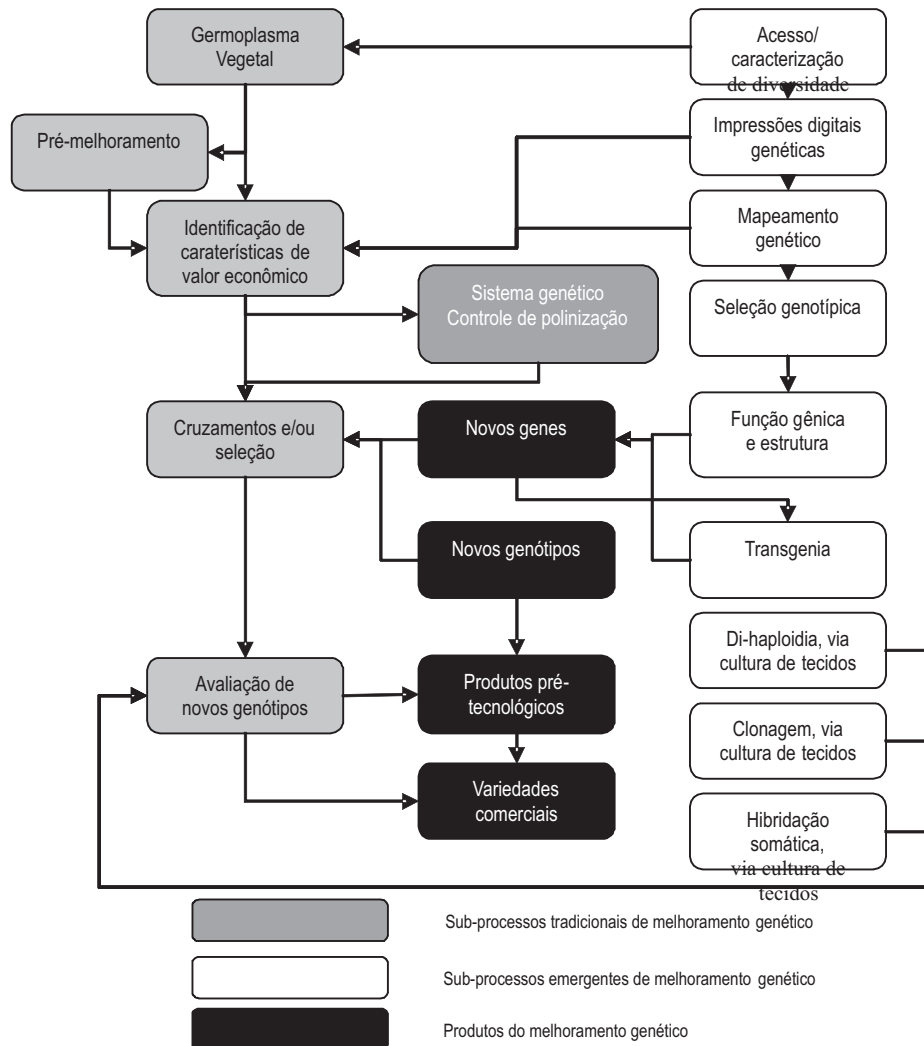 Germoplasma
Vegetal
Acesso/
caracterização
de diversidade
Pré-melhoramento
Impressões digitais
genéticas
Identificação de
caraterísticas de
valor econômico
Mapeamento
genético
Sistema genético
Controle de polinização
Seleção genotípica
Cruzamentos e/ou
seleção
Novos genes
Função gênica
e estrutura
Novos genótipos
Transgenia
Di-haploidia, via
cultura de tecidos
Avaliação de
novos genótipos
Produtos pré-
tecnológicos
Clonagem, via
cultura de tecidos
Variedades
comerciais
Hibridação
somática,
via cultura de
tecidos
Sub-processos tradicionais de melhoramento genético
Sub-processos emergentes de melhoramento genético
Produtos do melhoramento genético